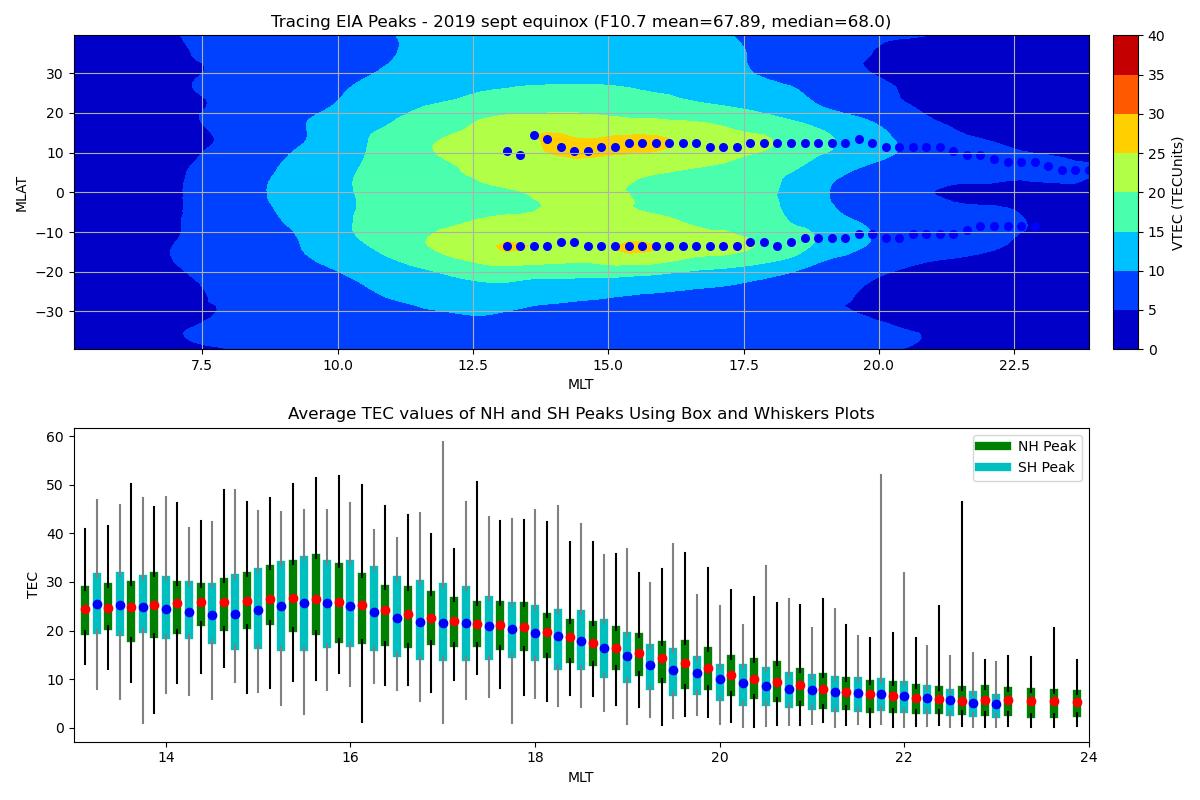 Tracing EIA Peaks - 2019 sept equinox (F10.7 mean=67.89, median=68.0)
30
20
10
0
−10
−20
−30
MLAT
7.5 10.0 12.5 15.0 17.5 20.0 22.5
MLT
40
35
30
25
20
15
10
5
0
VTEC (TECUnits)
Average TEC values of NH and SH Peaks Using Box and Whiskers Plots
NH Peak
SH Peak
60
50
40
30
20
10
0
TEC
14 16 18 20 22 24
MLT